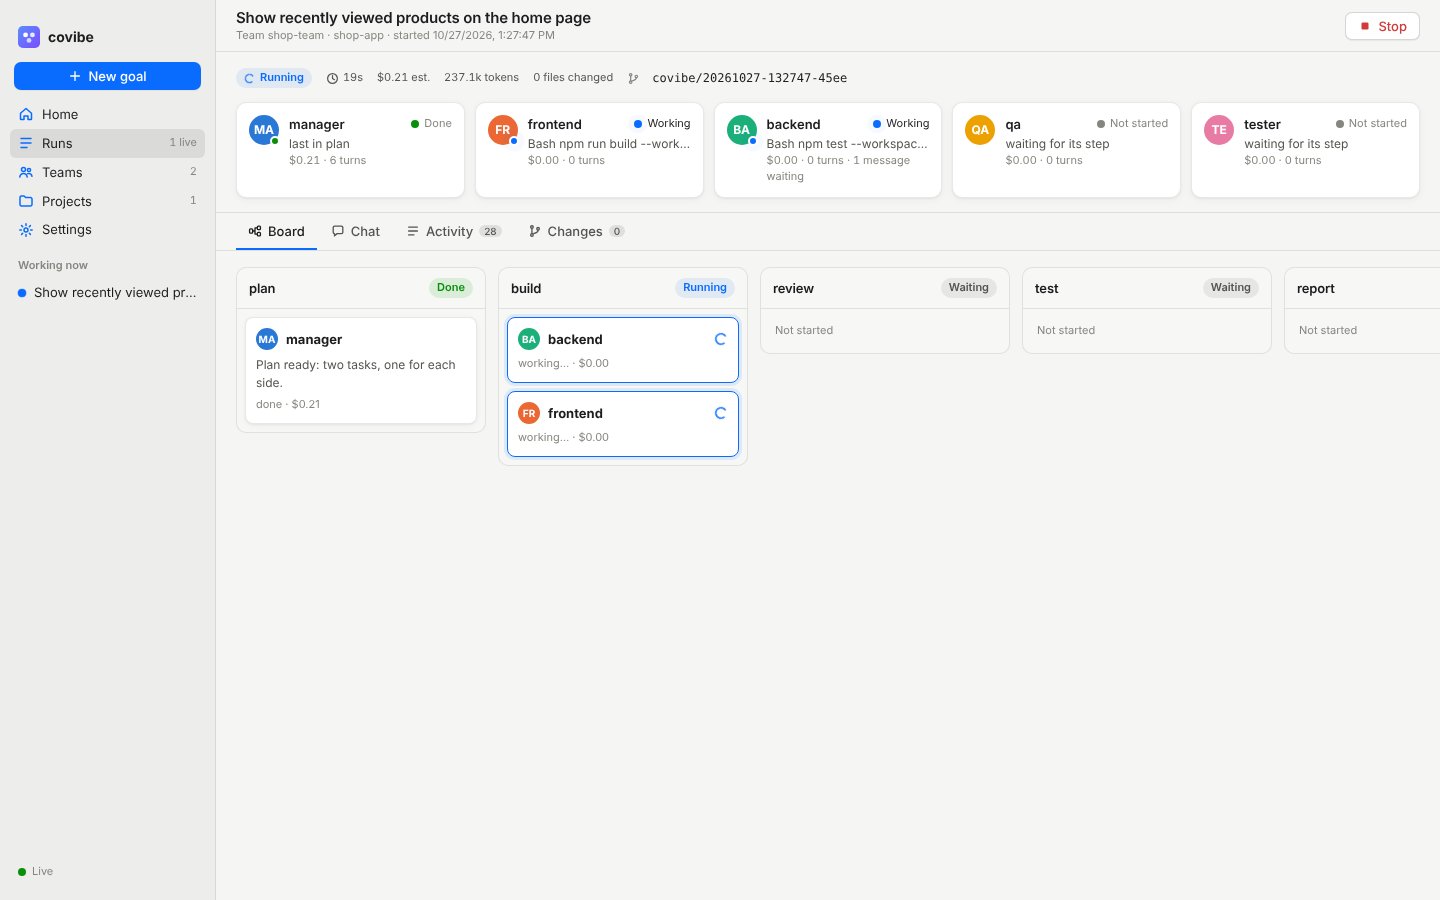 covibe
New goal
Home
Runs 1 live
Teams 2
Projects 1
Settings
Working now
Show recently viewed pr...
Live
Show recently viewed products on the home page
Team shop-team · shop-app · started 10/27/2026, 1:27:47 PM
Stop
Running 19s $0.21 est. 237.1k tokens 0 files changed covibe/20261027-132747-45ee
MA manager Done
last in plan
$0.21 · 6 turns
FR frontend Working
Bash npm run build --work...
$0.00 · 0 turns
BA backend Working
Bash npm test --workspac...
$0.00 · 0 turns · 1 message
waiting
QA qa Not started
waiting for its step
$0.00 · 0 turns
TE tester Not started
waiting for its step
$0.00 · 0 turns
Board Chat Activity 28 Changes 0
plan Done
MA manager
Plan ready: two tasks, one for each
side.
done · $0.21
build Running
BA backend
working... · $0.00
FR frontend
working... · $0.00
review Waiting
Not started
test Waiting
Not started
report
Not started